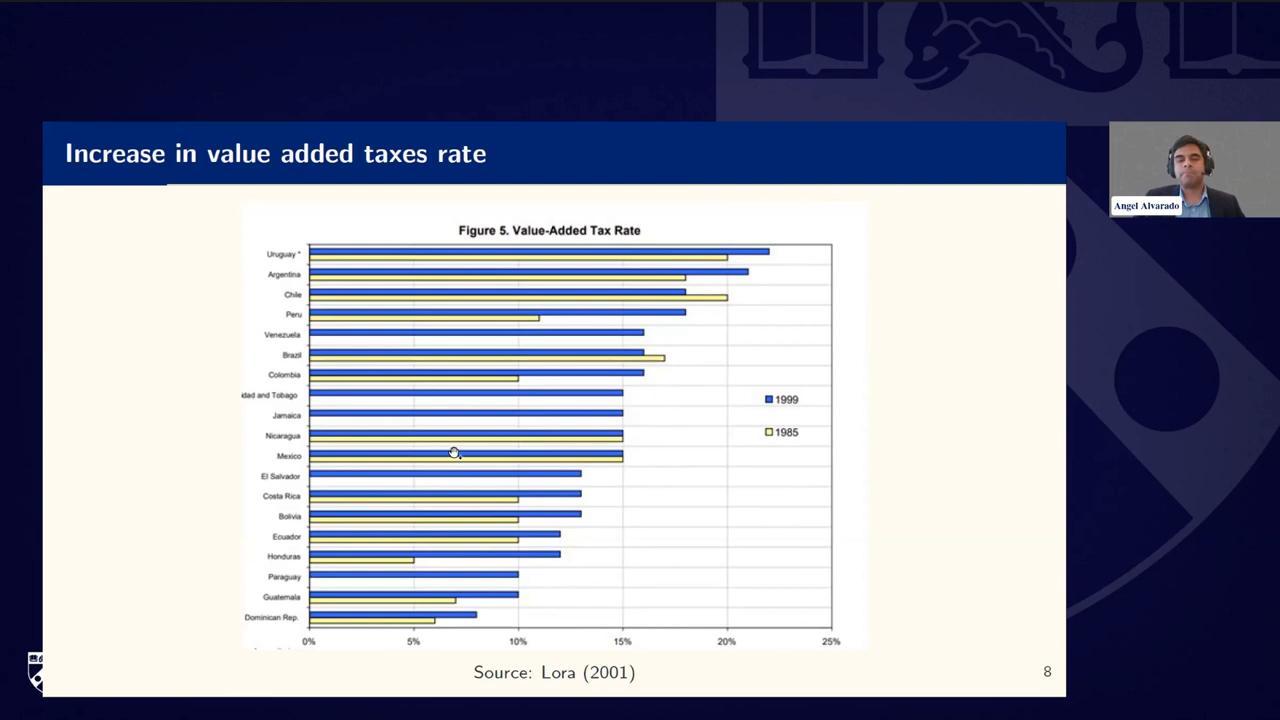 Increase in value added taxes rate
Angel Alvarado
Figure 5. Value-Added Tax Rate
Uruguay *
Argentina
Chile
Peru
Venezuela
Brazil
Colombia
idad and Tobago
Jamaica
Nicaragua
Mexico
El Salvador
Costa Rica
Bolivia
Ecuador
Honduras
Paraguay
Guatemala
Dominican Rep.
1999
1985
0% 5% 10% 15% 20% 25%
Source: Lora (2001)
8